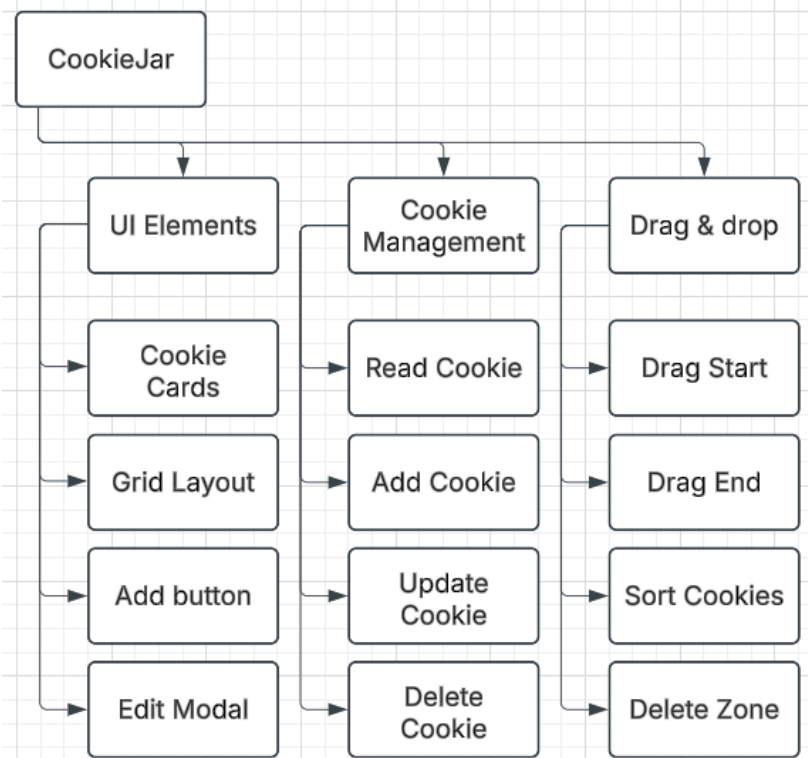 CookieJar
UI Elements
Cookie
Management
Drag & drop
Cookie
Cards
Read Cookie
Drag Start
Grid Layout
Add Cookie
Drag End
Add button
Update
Cookie
Sort Cookies
Edit Modal
Delete
Cookie
Delete Zone